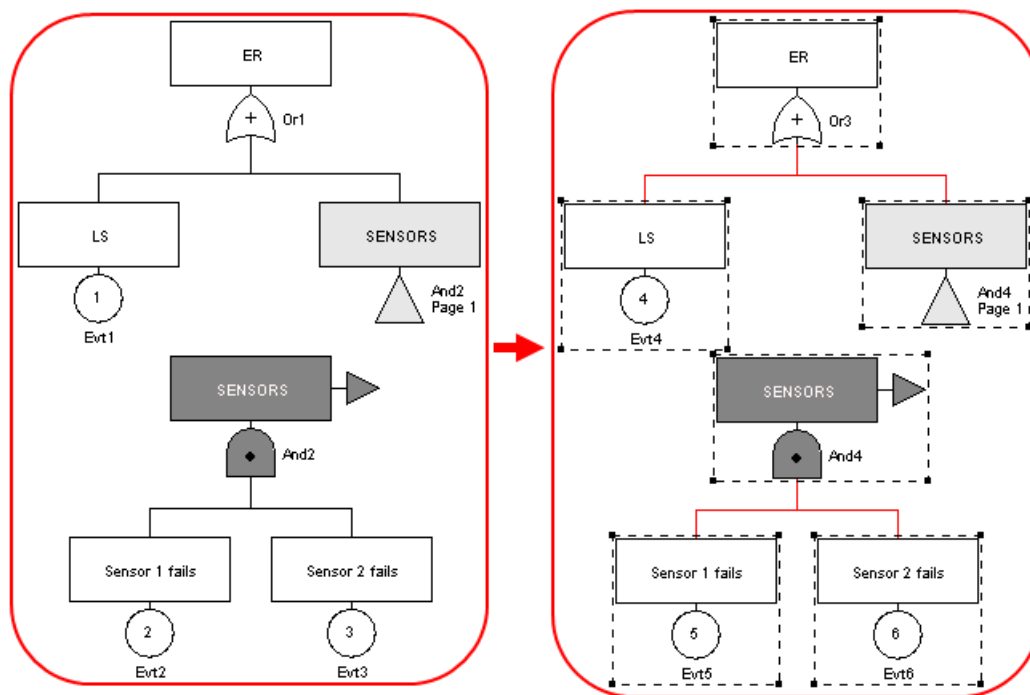 ER
+
Or1
LS
SENSORS
1
Evt1
And2
Page 1
SENSORS
And2
Sensor 1 fails
Sensor 2 fails
2
3
Evt2
Evt3
ER
+
Or3
LS
SENSORS
4
Evt4
And4
Page 1
SENSORS
And4
Sensor 1 fails
Sensor 2 fails
5
6
Evt5
Evt6